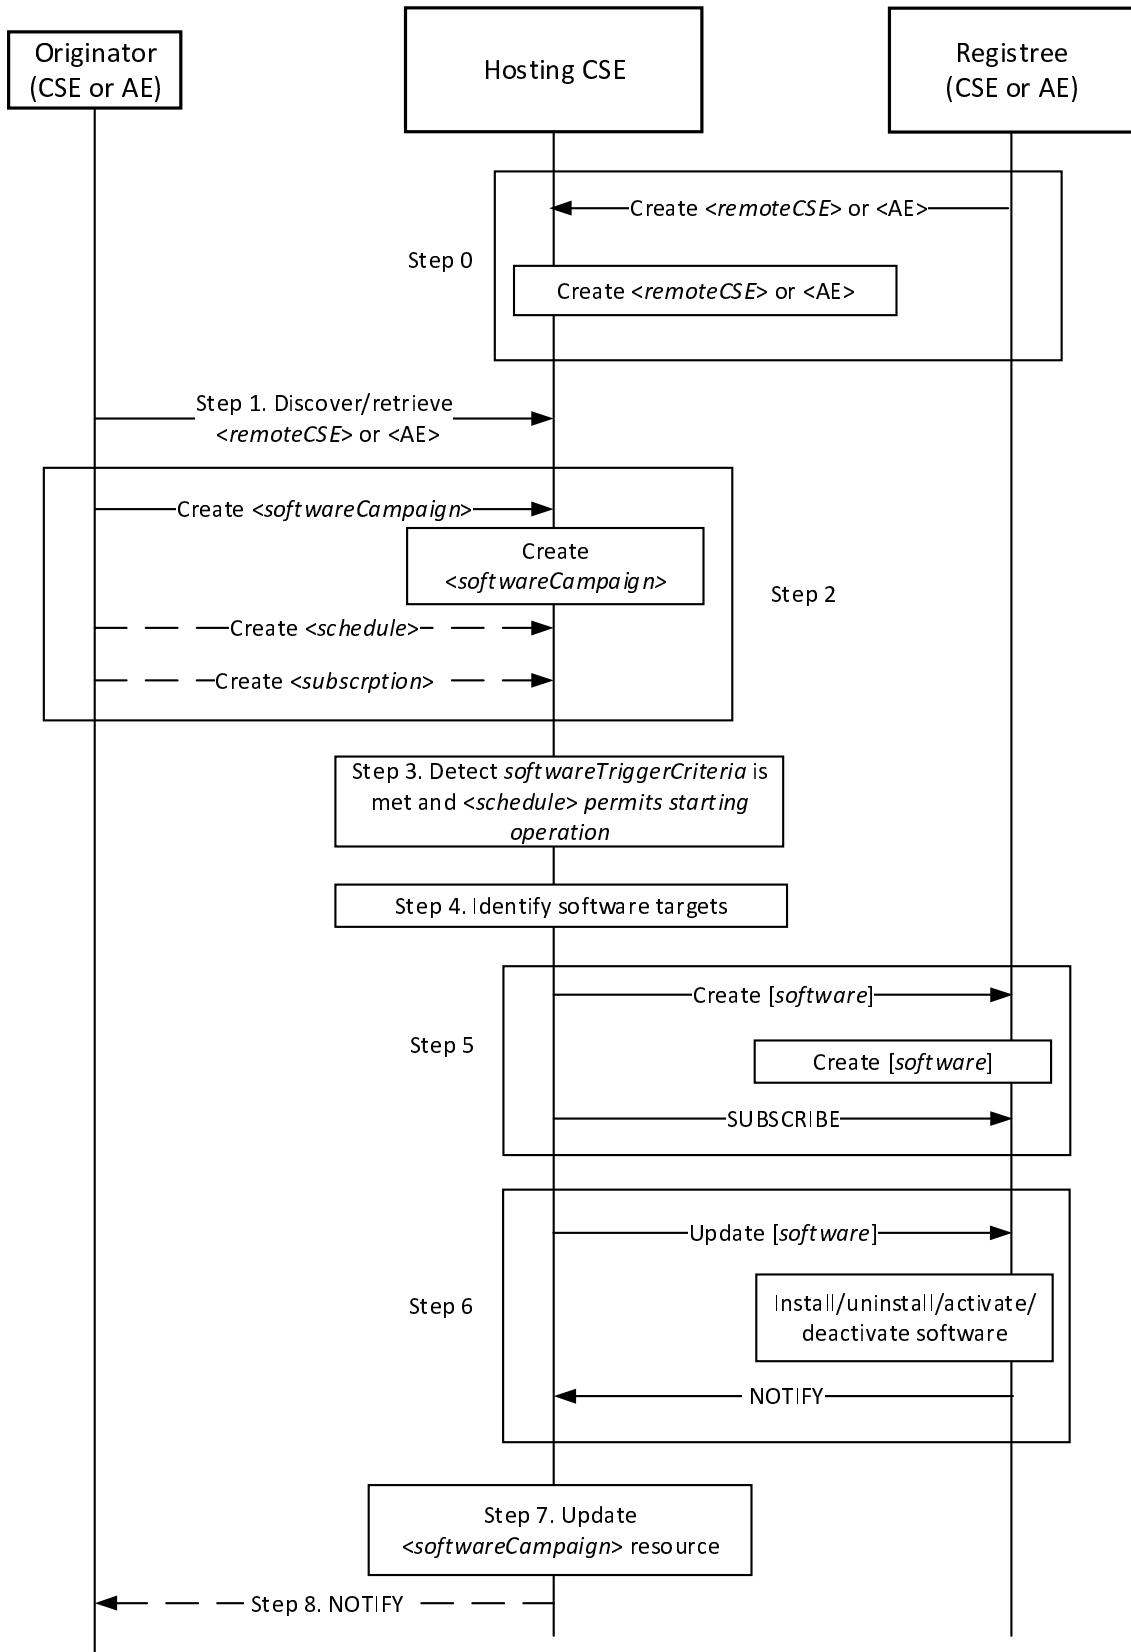 Originator
(CSE or AE)
Hosting CSE
Registree
(CSE or AE)
Create <remoteCSE> or <AE>
Step 0
Create <remoteCSE> or <AE>
Step 1. Discover/retrieve
<remoteCSE> or <AE>
Create <softwareCampaign>
Create
<softwareCampaign>
Step 2
Create <schedule>
Create <subscrption>
Step 3. Detect softwareTriggerCriteria is
met and <schedule> permits starting
operation
Step 4. Identify software targets
Create [software]
Step 5
Create [software]
SUBSCRIBE
Update [software]
Step 6
Install/uninstall/activate/
deactivate software
NOTIFY
Step 7. Update
<softwareCampaign> resource
Step 8. NOTIFY